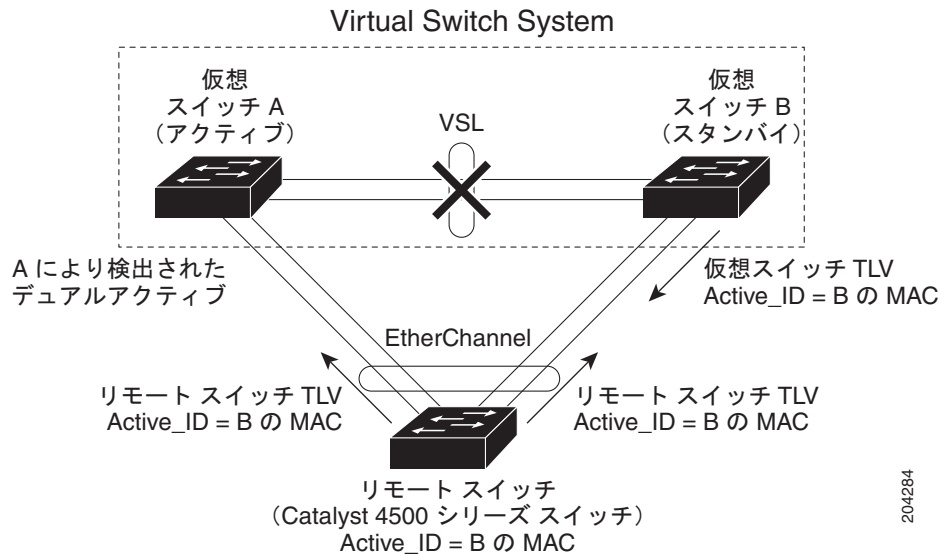 Virtual Switch System
仮想
スイッチ A
（アクティブ）
VSL
仮想
スイッチ B
（スタンバイ）
A により検出された
デュアルアクティブ
仮想スイッチ TLV
Active_ID = B の MAC
EtherChannel
リモート スイッチ TLV
Active_ID = B の MAC
リモート スイッチ TLV
Active_ID = B の MAC
リモート スイッチ
（Catalyst 4500 シリーズ スイッチ）
Active_ID = B の MAC
204284